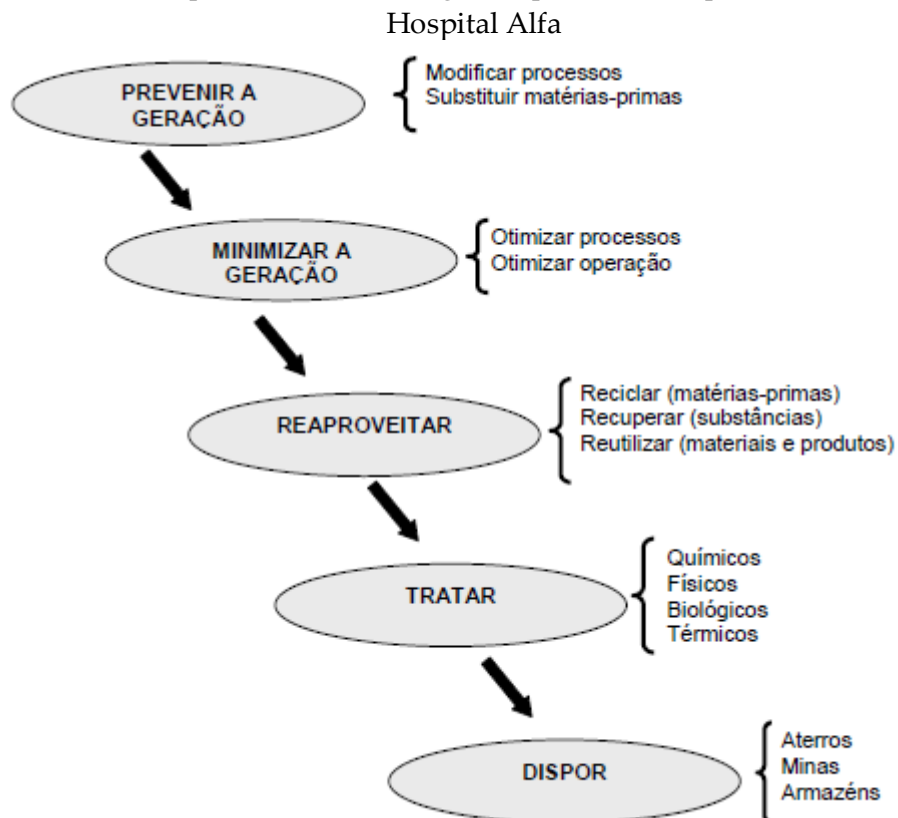 Hospital Alfa
PREVENIR A
GERAÇÃO
Modificar processos
Substituir matérias-primas
MINIMIZAR A
GERAÇÃO
Otimizar processos
Otimizar operação
REAPROVEITAR
Reciclar (matérias-primas)
Recuperar (substâncias)
Reutilizar (materiais e produtos)
TRATAR
Químicos
Físicos
Biológicos
Térmicos
DISPOR
Aterros
Minas
Armazéns